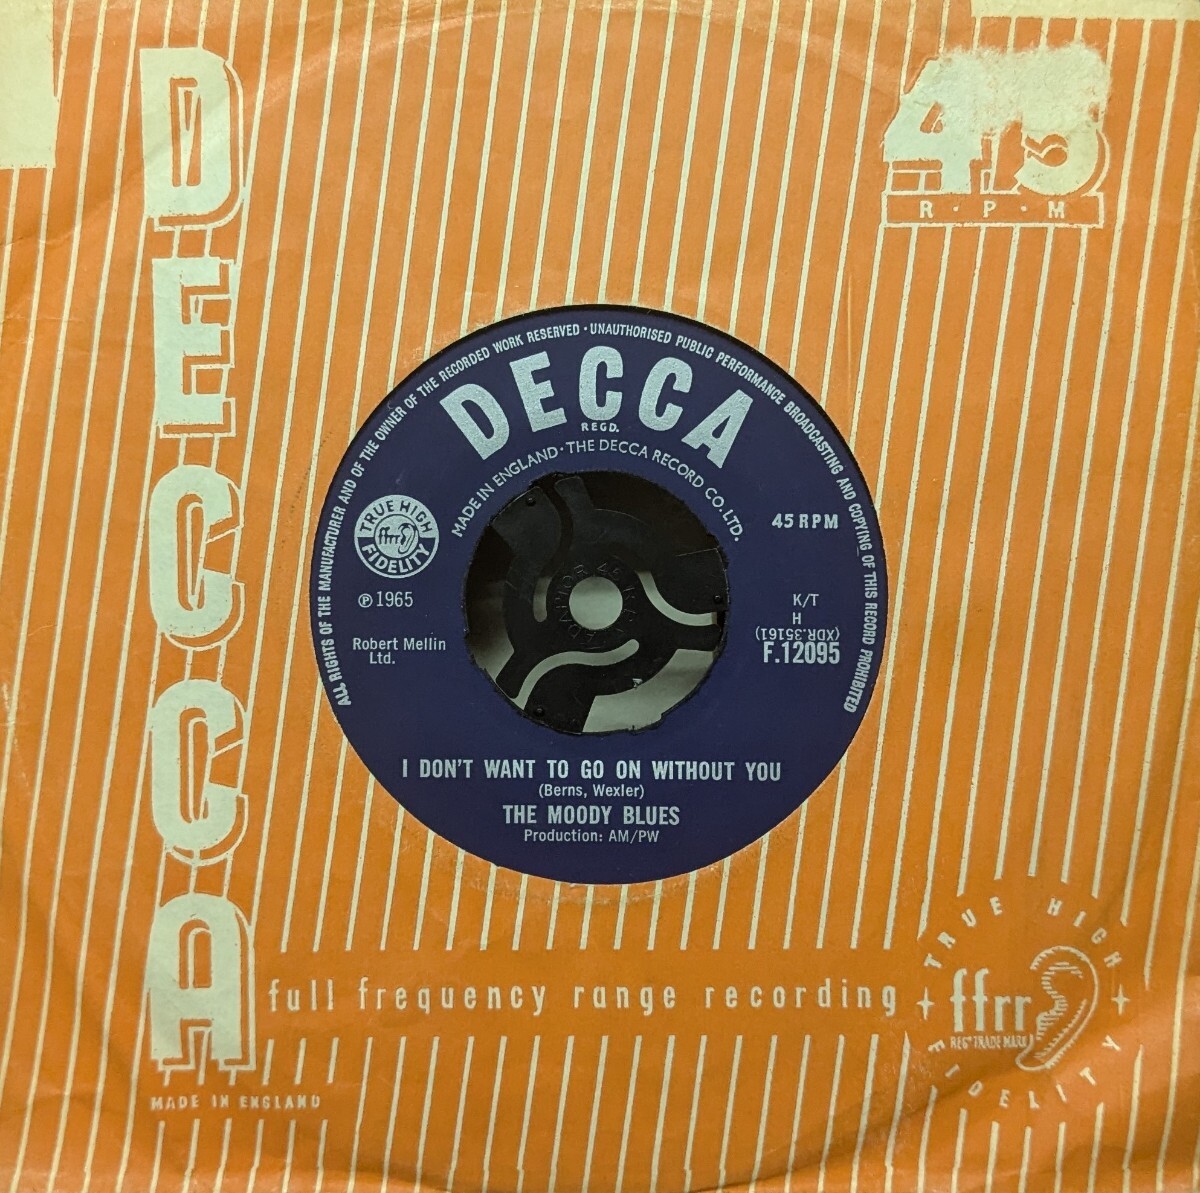 DECCA
45
R·P·M
ALL RIGHTS OF THE MANUFACTURER AND OF THE OWNER OF THE RECORDED WORK RESERVED · UNAUTHORISED PUBLIC PERFORMANCE BROADCASTING AND COPYING OF THIS RECORD PROHIBITED
DECCA
REGD.
MADE IN ENGLAND · THE DECCA RECORD CO. LTD.
TRUE HIGH
ffrr
FIDELITY
45 RPM
℗ 1965
K/T
H
(XDR.35161)
F.12095
Robert Mellin
Ltd.
I DON'T WANT TO GO ON WITHOUT YOU
(Berns, Wexler)
THE MOODY BLUES
Production: AM/PW
full frequency range recording
TRUE HIGH
ffrr
REGD TRADE MARK
FIDELITY
MADE IN ENGLAND